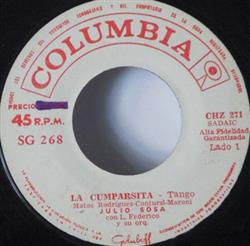 COLUMBIA
PRECIO
45 R.P.M.
SG 268
CHZ 271
SADAIC
Alta Fidelidad
Garantizada
Lado 1
LA CUMPARSITA - Tango
Matos Rodriguez-Contursi-Maroni
JULIO SOSA
con L. Federico
y su orq.